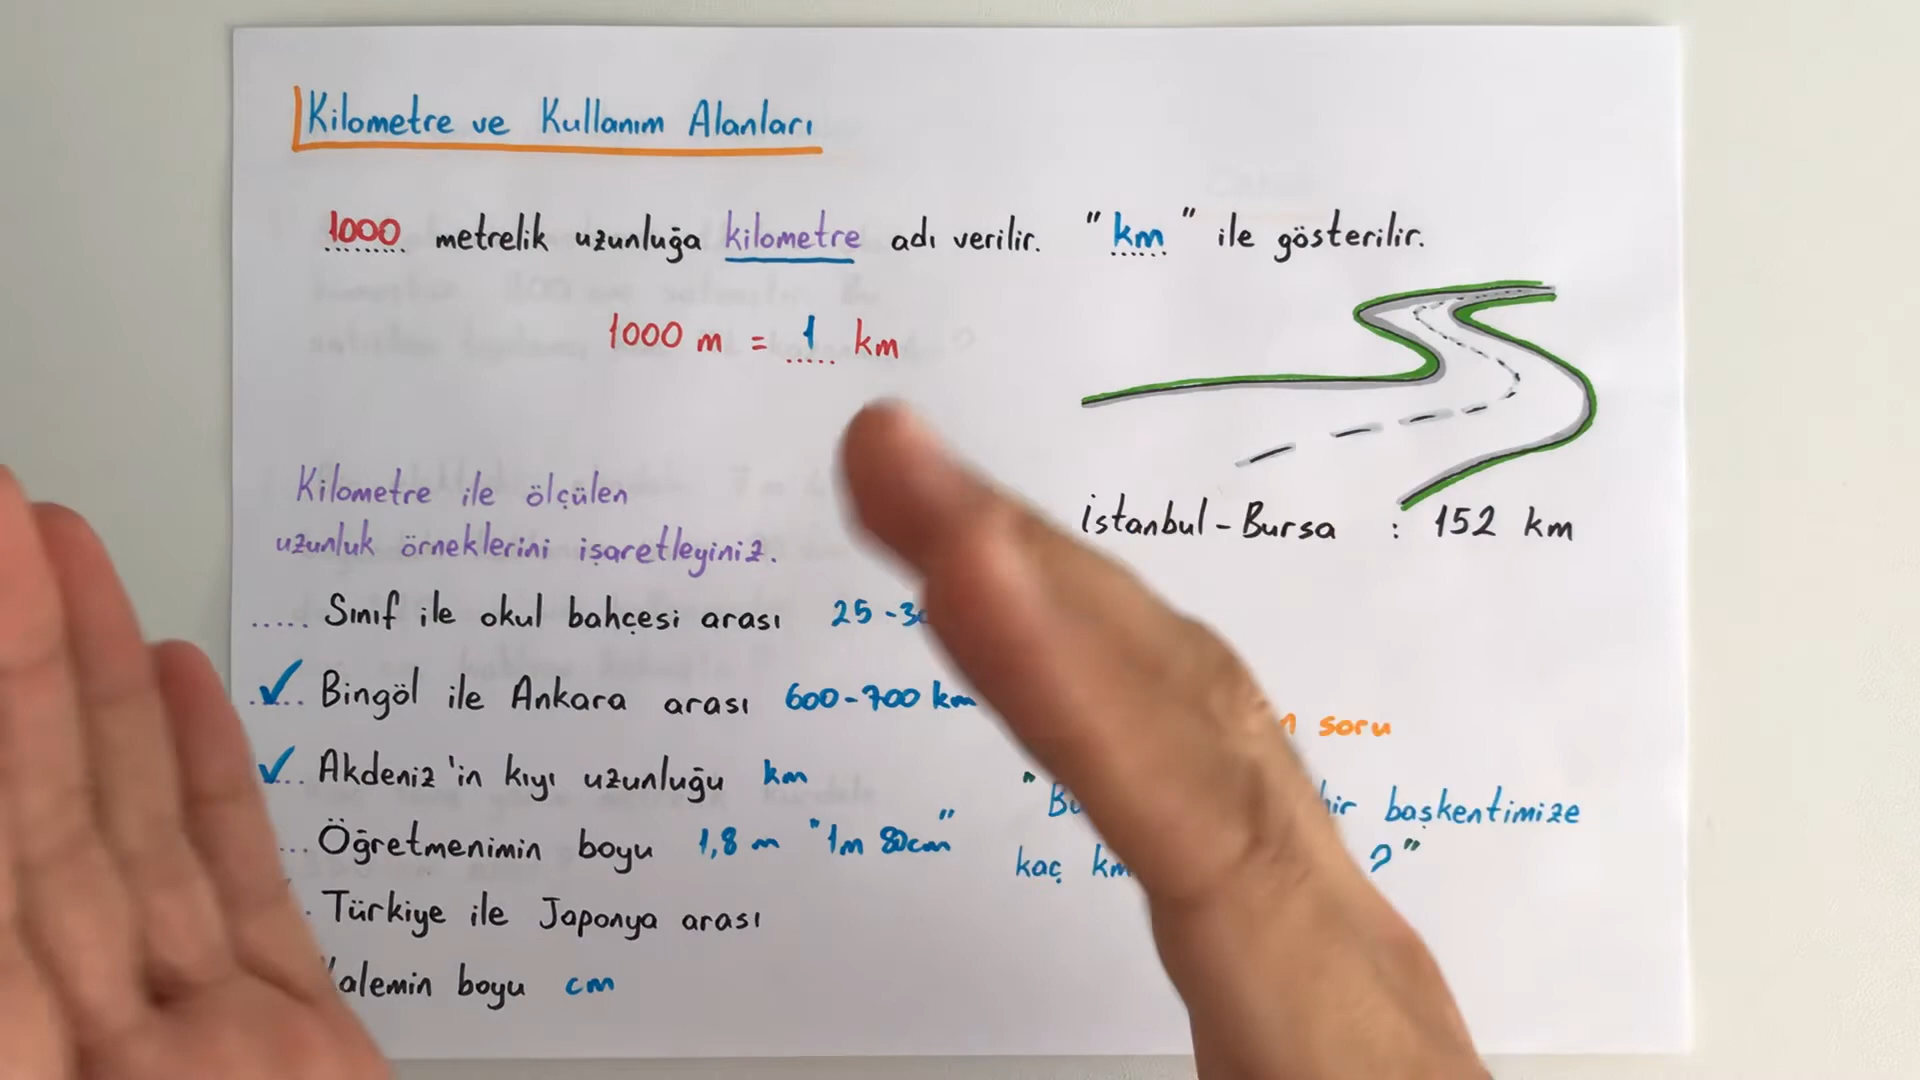 Kilometre ve Kullanım Alanları
1000 metrelik uzunluğa kilometre adı verilir. "km" ile gösterilir.
1000 m = 1 km
Kilometre ile ölçülen
uzunluk örneklerini işaretleyiniz.
..... Sınıf ile okul bahçesi arası 25-
✓ Bingöl ile Ankara arası 600-700 km
✓ Akdeniz'in kıyı uzunluğu km
... Öğretmenimin boyu 1,8 m "1m 80cm"
Türkiye ile Japonya arası
boyu cm
İstanbul-Bursa : 152 km
soru
" başkentimize
kaç km ?"